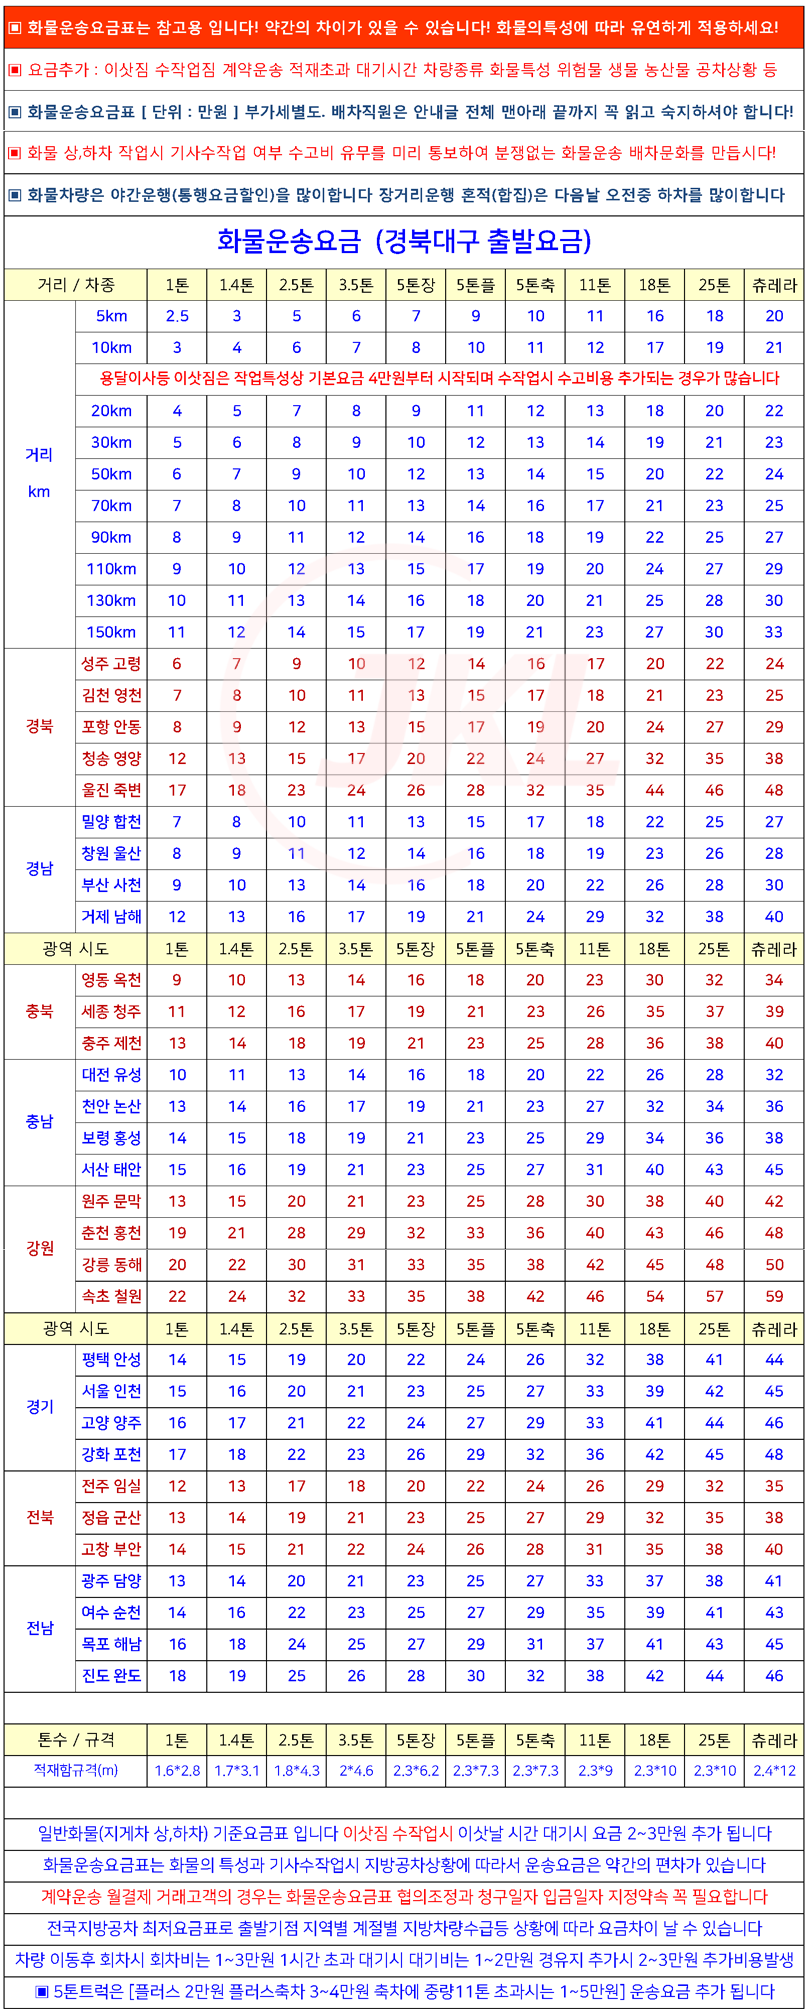 ▣ 화물운송요금표는 참고용 입니다! 약간의 차이가 있을 수 있습니다! 화물의특성에 따라 유연하게 적용하세요!
▣ 요금추가 : 이삿짐 수작업짐 계약운송 적재초과 대기시간 차량종류 화물특성 위험물 생물 농산물 공차상황 등
▣ 화물운송요금표 [ 단위 : 만원 ] 부가세별도. 배차직원은 안내글 전체 맨아래 끝까지 꼭 읽고 숙지하셔야 합니다!
▣ 화물 상,하차 작업시 기사수작업 여부 수고비 유무를 미리 통보하여 분쟁없는 화물운송 배차문화를 만듭시다!
▣ 화물차량은 야간운행(통행요금할인)을 많이합니다 장거리운행 혼적(합짐)은 다음날 오전중 하차를 많이합니다
화물운송요금 (경북대구 출발요금)
거리 / 차종 1톤 1.4톤 2.5톤 3.5톤 5톤장 5톤플 5톤축 11톤 18톤 25톤 츄레라
거리 km
5km 2.5 3 5 6 7 9 10 11 16 18 20
10km 3 4 6 7 8 10 11 12 17 19 21
용달이사등 이삿짐은 작업특성상 기본요금 4만원부터 시작되며 수작업시 수고비용 추가되는 경우가 많습니다
20km 4 5 7 8 9 11 12 13 18 20 22
30km 5 6 8 9 10 12 13 14 19 21 23
50km 6 7 9 10 12 13 14 15 20 22 24
70km 7 8 10 11 13 14 16 17 21 23 25
90km 8 9 11 12 14 16 18 19 22 25 27
110km 9 10 12 13 15 17 19 20 24 27 29
130km 10 11 13 14 16 18 20 21 25 28 30
150km 11 12 14 15 17 19 21 23 27 30 33
JKL
경북
성주 고령 6 7 9 10 12 14 16 17 20 22 24
김천 영천 7 8 10 11 13 15 17 18 21 23 25
포항 안동 8 9 12 13 15 17 19 20 24 27 29
청송 영양 12 13 15 17 20 22 24 27 32 35 38
울진 죽변 17 18 23 24 26 28 32 35 44 46 48
경남
밀양 합천 7 8 10 11 13 15 17 18 22 25 27
창원 울산 8 9 11 12 14 16 18 19 23 26 28
부산 사천 9 10 13 14 16 18 20 22 26 28 30
거제 남해 12 13 16 17 19 21 24 29 32 38 40
광역 시도 1톤 1.4톤 2.5톤 3.5톤 5톤장 5톤플 5톤축 11톤 18톤 25톤 츄레라
충북
영동 옥천 9 10 13 14 16 18 20 23 30 32 34
세종 청주 11 12 16 17 19 21 23 26 35 37 39
충주 제천 13 14 18 19 21 23 25 28 36 38 40
충남
대전 유성 10 11 13 14 16 18 20 22 26 28 32
천안 논산 13 14 16 17 19 21 23 27 32 34 36
보령 홍성 14 15 18 19 21 23 25 29 34 36 38
서산 태안 15 16 19 21 23 25 27 31 40 43 45
강원
원주 문막 13 15 20 21 23 25 28 30 38 40 42
춘천 홍천 19 21 28 29 32 33 36 40 43 46 48
강릉 동해 20 22 30 31 33 35 38 42 45 48 50
속초 철원 22 24 32 33 35 38 42 46 54 57 59
광역 시도 1톤 1.4톤 2.5톤 3.5톤 5톤장 5톤플 5톤축 11톤 18톤 25톤 츄레라
경기
평택 안성 14 15 19 20 22 24 26 32 38 41 44
서울 인천 15 16 20 21 23 25 27 33 39 42 45
고양 양주 16 17 21 22 24 27 29 33 41 44 46
강화 포천 17 18 22 23 26 29 32 36 42 45 48
전북
전주 임실 12 13 17 18 20 22 24 26 29 32 35
정읍 군산 13 14 19 21 23 25 27 29 32 35 38
고창 부안 14 15 21 22 24 26 28 31 35 38 40
전남
광주 담양 13 14 20 21 23 25 27 33 37 38 41
여수 순천 14 16 22 23 25 27 29 35 39 41 43
목포 해남 16 18 24 25 27 29 31 37 41 43 45
진도 완도 18 19 25 26 28 30 32 38 42 44 46
톤수 / 규격 1톤 1.4톤 2.5톤 3.5톤 5톤장 5톤플 5톤축 11톤 18톤 25톤 츄레라
적재함규격(m) 1.6*2.8 1.7*3.1 1.8*4.3 2*4.6 2.3*6.2 2.3*7.3 2.3*7.3 2.3*9 2.3*10 2.3*10 2.4*12
일반화물(지게차 상,하차) 기준요금표 입니다 이삿짐 수작업시 이삿날 시간 대기시 요금 2~3만원 추가 됩니다
화물운송요금표는 화물의 특성과 기사수작업시 지방공차상황에 따라서 운송요금은 약간의 편차가 있습니다
계약운송 월결제 거래고객의 경우는 화물운송요금표 협의조정과 청구일자 입금일자 지정약속 꼭 필요합니다
전국지방공차 최저요금표로 출발기점 지역별 계절별 지방차량수급등 상황에 따라 요금차이 날 수 있습니다
차량 이동후 회차시 회차비는 1~3만원 1시간 초과 대기시 대기비는 1~2만원 경유지 추가시 2~3만원 추가비용발생
▣ 5톤트럭은 [플러스 2만원 플러스축차 3~4만원 축차에 중량11톤 초과시는 1~5만원] 운송요금 추가 됩니다